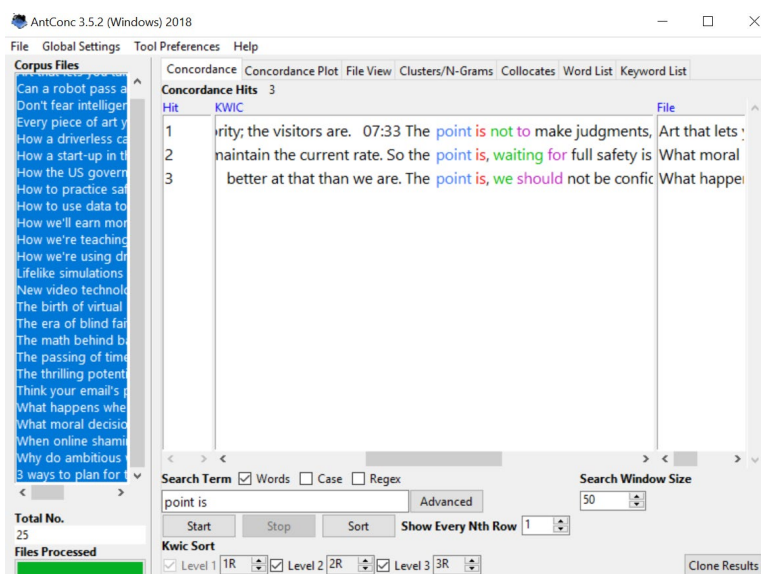 AntConc 3.5.2 (Windows) 2018
File Global Settings Tool Preferences Help
Corpus Files
Can a robot pass a
Don't fear intelliger
Every piece of art y
How a driverless ca
How a start-up in th
How the US govern
How to practice saf
How to use data to
How we'll earn mor
How we're teaching
How we're using dr
Lifelike simulations
New video technolo
The birth of virtual
The era of blind fai
The math behind ba
The passing of time
The thrilling potenti
Think your email's p
What happens whe
What moral decisio
When online shami
Why do ambitious
3 ways to plan for t
Total No.
25
Files Processed
Concordance Concordance Plot File View Clusters/N-Grams Collocates Word List Keyword List
Concordance Hits 3
Hit KWIC File
1 rity; the visitors are. 07:33 The point is not to make judgments, Art that lets
2 maintain the current rate. So the point is, waiting for full safety is What moral
3 better at that than we are. The point is, we should not be confic What happe
Search Term Words Case Regex Search Window Size
point is Advanced 50
Start Stop Sort Show Every Nth Row 1
Kwic Sort
Level 1 1R Level 2 2R Level 3 3R Clone Results